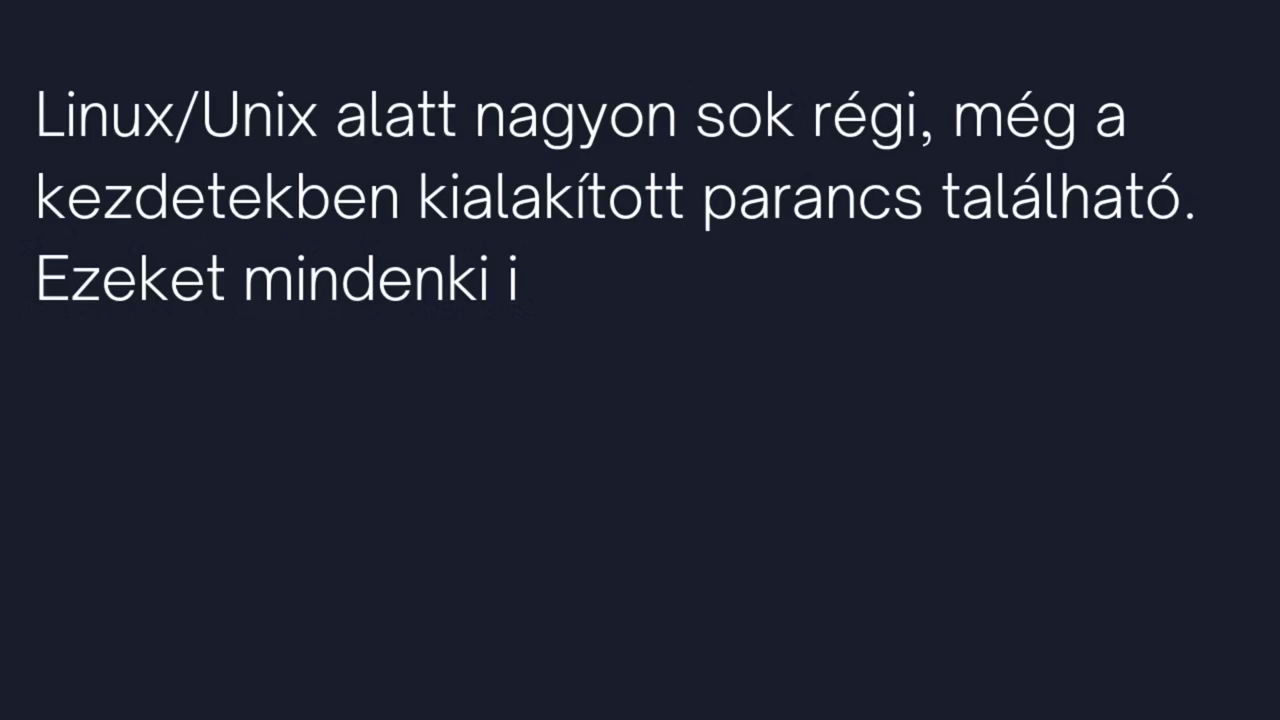 Linux/Unix alatt nagyon sok régi, még a
kezdetekben kialakított parancs található.
Ezeket mindenki i